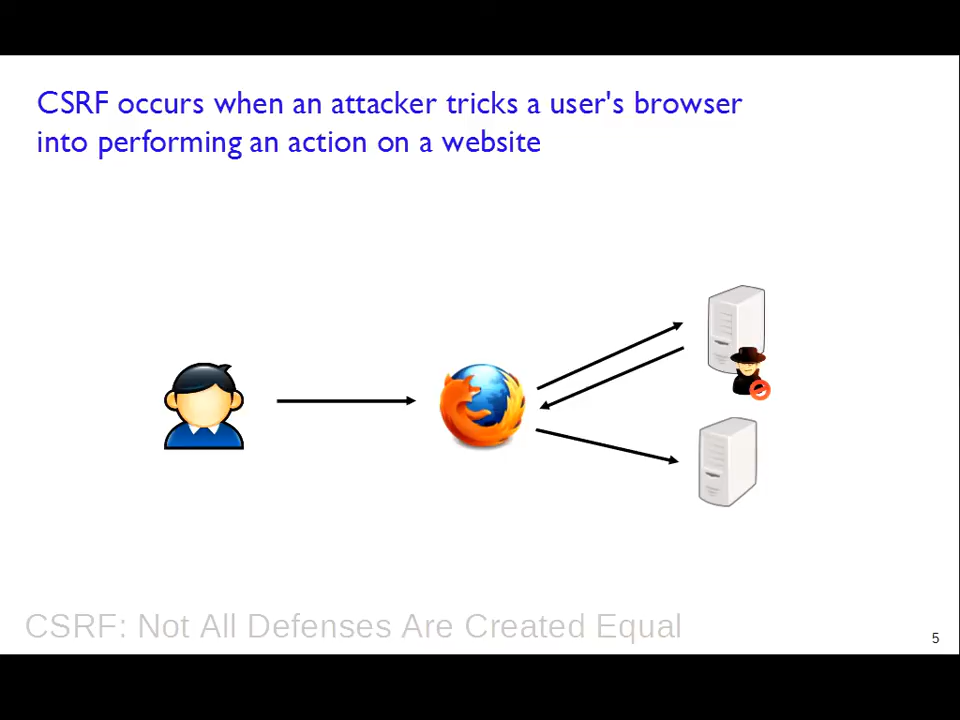 CSRF occurs when an attacker tricks a user's browser
into performing an action on a website
CSRF: Not All Defenses Are Created Equal
5